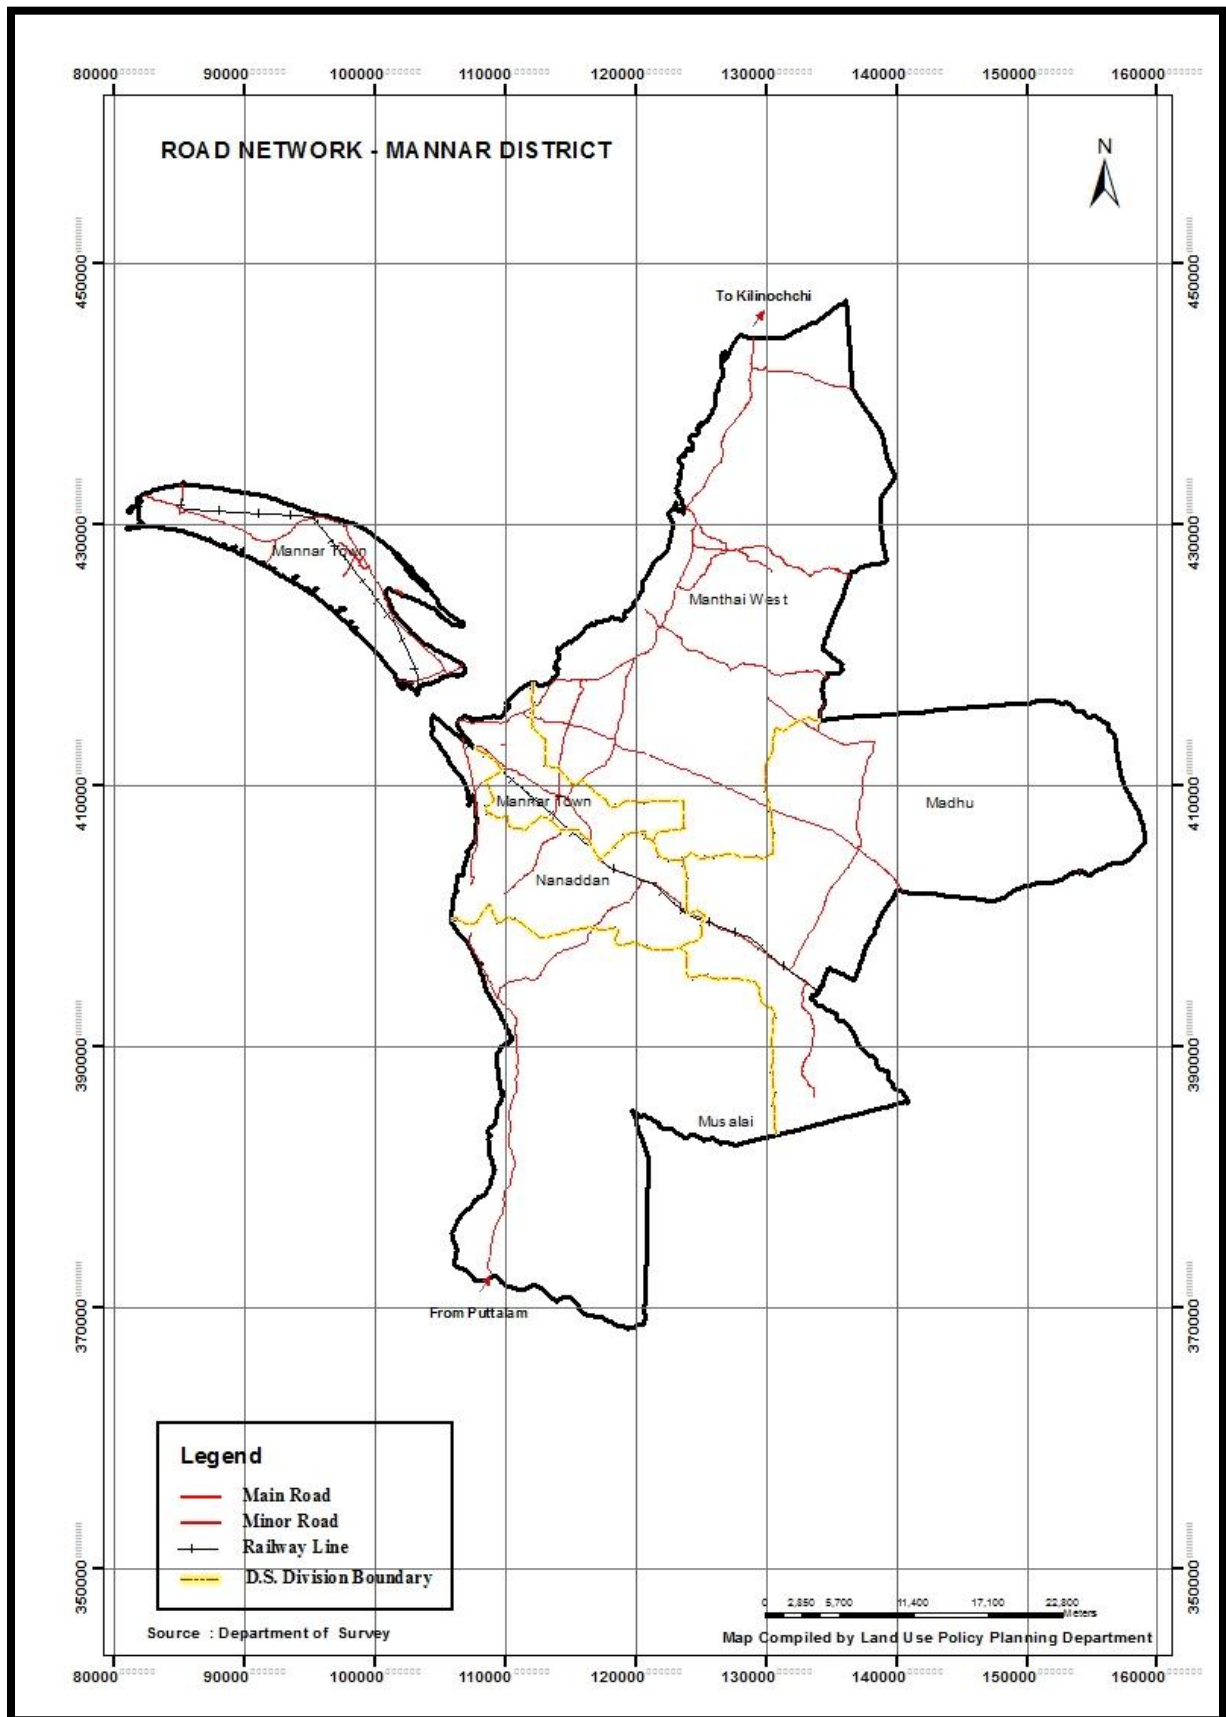 80000 90000 100000 110000 120000 130000 140000 150000 160000
ROAD NETWORK - MANNAR DISTRICT
N
450000 450000
To Kilinochchi
430000 430000
Mannar Town
Manthai West
410000 410000
Mannar Town
Madhu
Nanaddan
390000 390000
Musalai
370000 370000
From Puttalam
Legend
Main Road
Minor Road
Railway Line
D.S. Division Boundary
350000 350000
0 2,850 5,700 11,400 17,100 22,800
Meters
Source : Department of Survey
Map Compiled by Land Use Policy Planning Department
80000 90000 100000 110000 120000 130000 140000 150000 160000